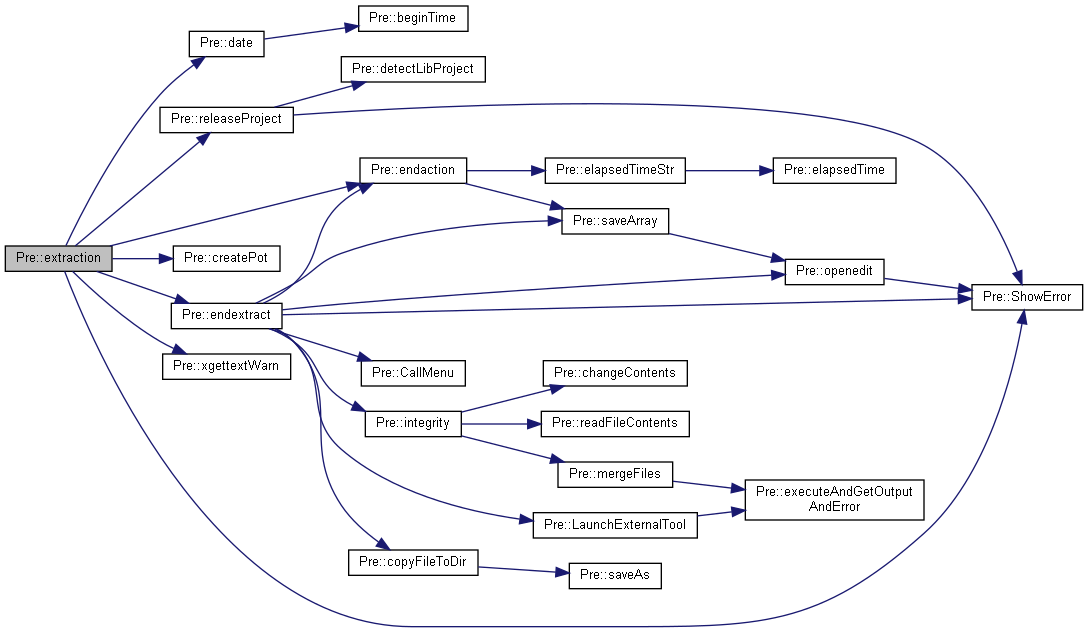 Pre::beginTime
Pre::date
Pre::detectLibProject
Pre::releaseProject
Pre::endaction
Pre::elapsedTimeStr
Pre::elapsedTime
Pre::saveArray
Pre::extraction
Pre::createPot
Pre::openedit
Pre::ShowError
Pre::endextract
Pre::xgettextWarn
Pre::CallMenu
Pre::changeContents
Pre::integrity
Pre::readFileContents
Pre::mergeFiles
Pre::executeAndGetOutput
AndError
Pre::LaunchExternalTool
Pre::copyFileToDir
Pre::saveAs